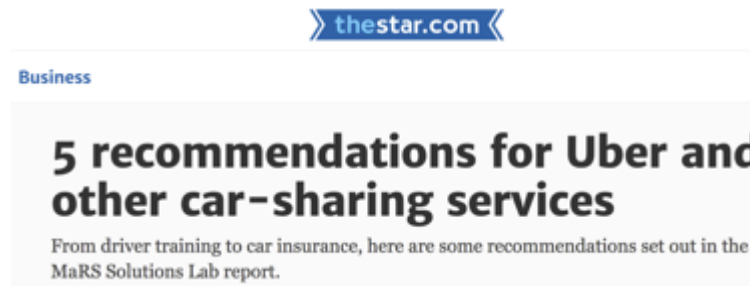 thestar.com
Business
5 recommendations for Uber and
other car-sharing services
From driver training to car insurance, here are some recommendations set out in the
MaRS Solutions Lab report.